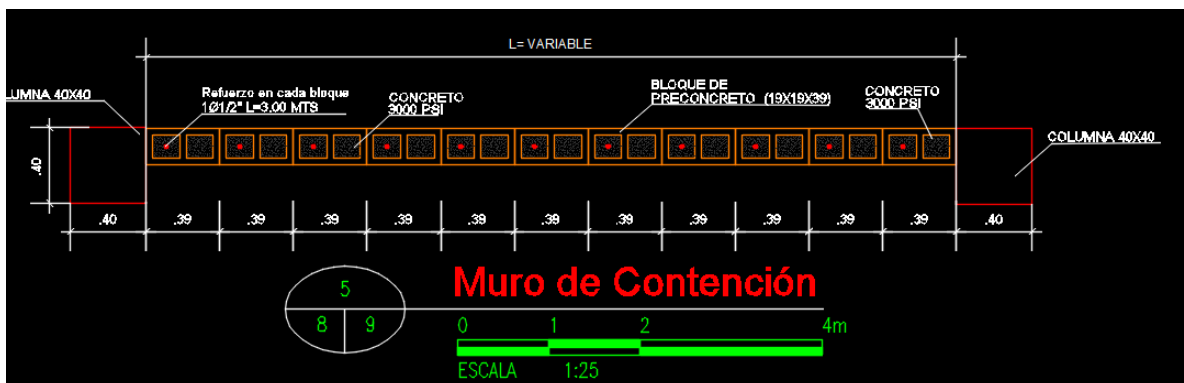 L= VARIABLE
LUMNA 40X40
Refuerzo en cada bloque
1Ø1/2" L=3.00 MTS
CONCRETO
3000 PSI
BLOQUE DE
PRECONCRETO (19X19X39)
CONCRETO
3000 PSI
COLUMNA 40X40
.40
.40 .39 .39 .39 .39 .39 .39 .39 .39 .39 .39 .39 .40
5
8 9
Muro de Contención
0 1 2 4m
ESCALA 1:25